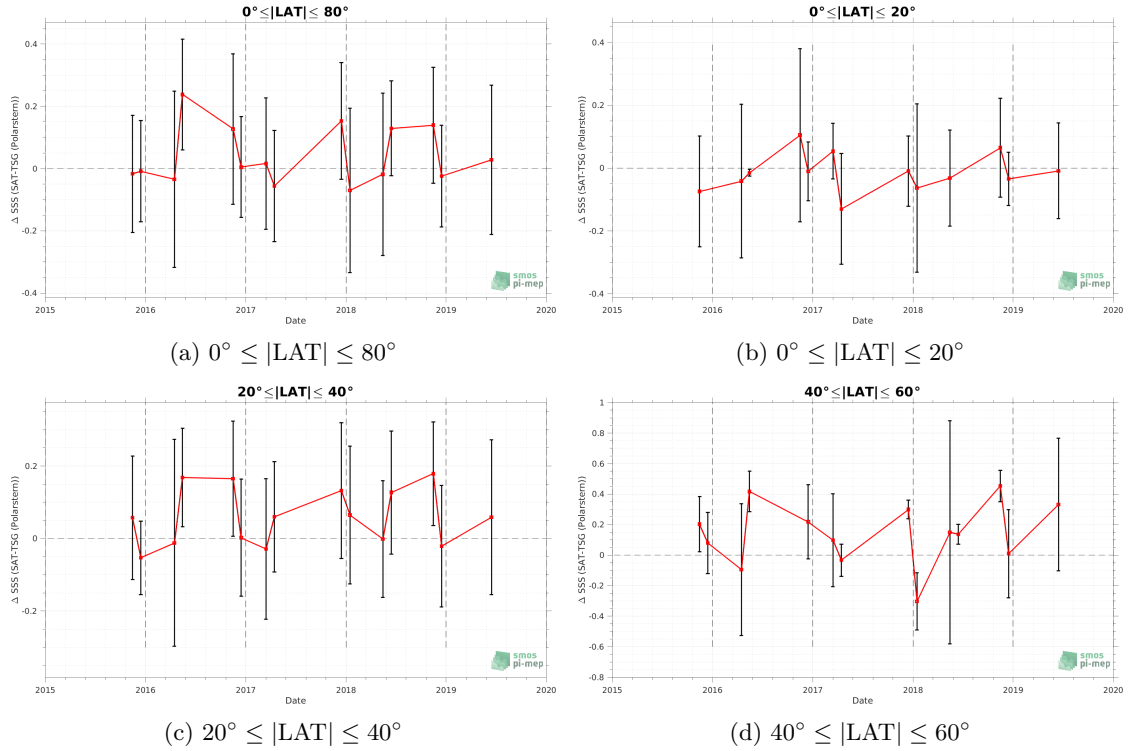 0°≤|LAT|≤ 80°
Δ SSS (SAT-TSG (Polarstern))
0.4
0.2
0
-0.2
-0.4
2015 2016 2017 2018 2019 2020
Date
smos
pi-mep
(a) 0° ≤ |LAT| ≤ 80°
0°≤|LAT|≤ 20°
Δ SSS (SAT-TSG (Polarstern))
0.4
0.2
0
-0.2
-0.4
2015 2016 2017 2018 2019 2020
Date
smos
pi-mep
(b) 0° ≤ |LAT| ≤ 20°
20°≤|LAT|≤ 40°
Δ SSS (SAT-TSG (Polarstern))
0.2
0
-0.2
2015 2016 2017 2018 2019 2020
Date
smos
pi-mep
(c) 20° ≤ |LAT| ≤ 40°
40°≤|LAT|≤ 60°
Δ SSS (SAT-TSG (Polarstern))
1
0.8
0.6
0.4
0.2
0
-0.2
-0.4
-0.6
-0.8
2015 2016 2017 2018 2019 2020
Date
smos
pi-mep
(d) 40° ≤ |LAT| ≤ 60°